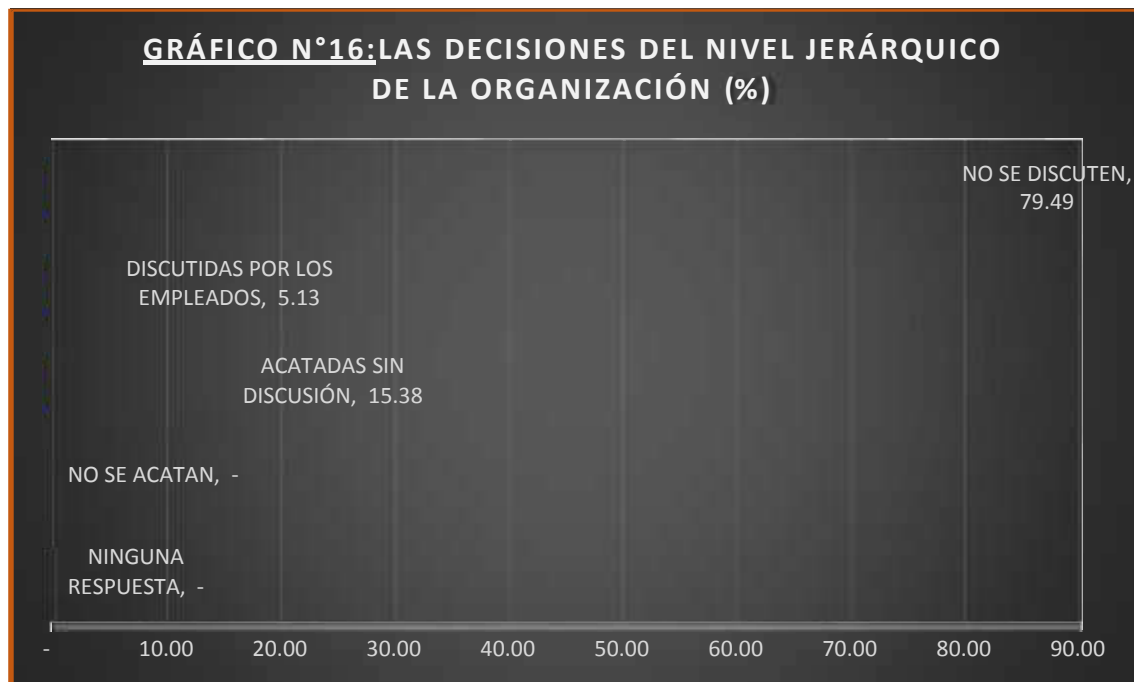 GRÁFICO N°16:LAS DECISIONES DEL NIVEL JERÁRQUICO
DE LA ORGANIZACIÓN (%)
NO SE DISCUTEN,
79.49
DISCUTIDAS POR LOS
EMPLEADOS, 5.13
ACATADAS SIN
DISCUSIÓN, 15.38
NO SE ACATAN, -
NINGUNA
RESPUESTA, -
- 10.00 20.00 30.00 40.00 50.00 60.00 70.00 80.00 90.00